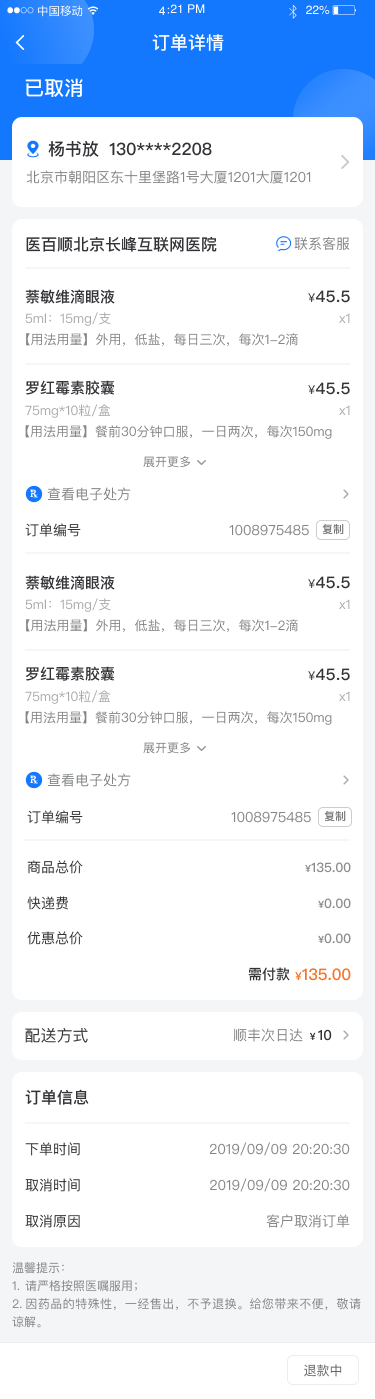 中国移动 4:21 PM 22%
订单详情
已取消
杨书放 130****2208
北京市朝阳区东十里堡路1号大厦1201大厦1201
医百顺北京长峰互联网医院 联系客服
萘敏维滴眼液 ¥45.5
5ml：15mg/支 x1
【用法用量】外用，低盐，每日三次，每次1-2滴
罗红霉素胶囊 ¥45.5
75mg*10粒/盒 x1
【用法用量】餐前30分钟口服，一日两次，每次150mg
展开更多
查看电子处方
订单编号 1008975485 复制
萘敏维滴眼液 ¥45.5
5ml：15mg/支 x1
【用法用量】外用，低盐，每日三次，每次1-2滴
罗红霉素胶囊 ¥45.5
75mg*10粒/盒 x1
【用法用量】餐前30分钟口服，一日两次，每次150mg
展开更多
查看电子处方
订单编号 1008975485 复制
商品总价 ¥135.00
快递费 ¥0.00
优惠总价 ¥0.00
需付款 ¥135.00
配送方式 顺丰次日达 ¥10
订单信息
下单时间 2019/09/09 20:20:30
取消时间 2019/09/09 20:20:30
取消原因 客户取消订单
温馨提示：
1. 请严格按照医嘱服用；
2. 因药品的特殊性，一经售出，不予退换。给您带来不便，敬请
谅解。
退款中